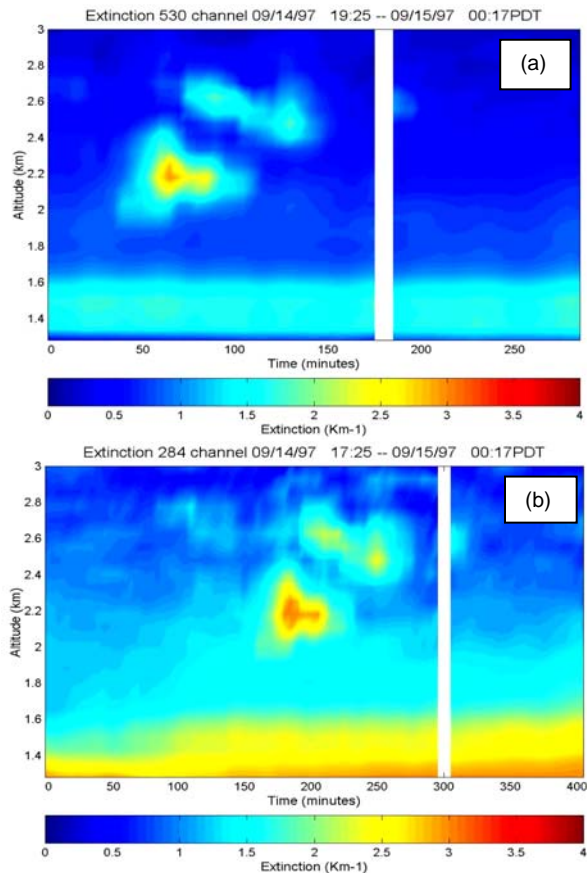 Extinction 530 channel 09/14/97 19:25 -- 09/15/97 00:17PDT
(a)
3
2.8
2.6
2.4
2.2
2
1.8
1.6
1.4
Altitude (km)
0 50 100 150 200 250
Time (minutes)
0 0.5 1 1.5 2 2.5 3 3.5 4
Extinction (Km-1)
Extinction 284 channel 09/14/97 17:25 -- 09/15/97 00:17PDT
(b)
3
2.8
2.6
2.4
2.2
2
1.8
1.6
1.4
Altitude (km)
0 50 100 150 200 250 300 350 400
Time (minutes)
0 0.5 1 1.5 2 2.5 3 3.5 4
Extinction (Km-1)